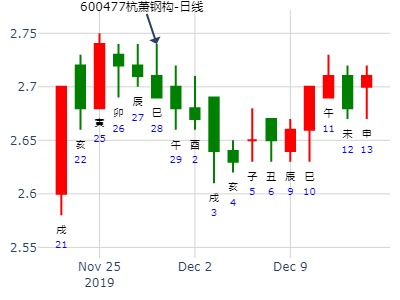 600477杭萧钢构-日线
2.75
2.7
2.65
2.6
2.55
戌
21
亥
22
寅
25
卯
26
辰
27
巳
28
午
29
酉
2
戌
3
亥
4
子
5
丑
6
辰
9
巳
10
午
11
未
12
申
13
Nov 25
2019
Dec 2
Dec 9